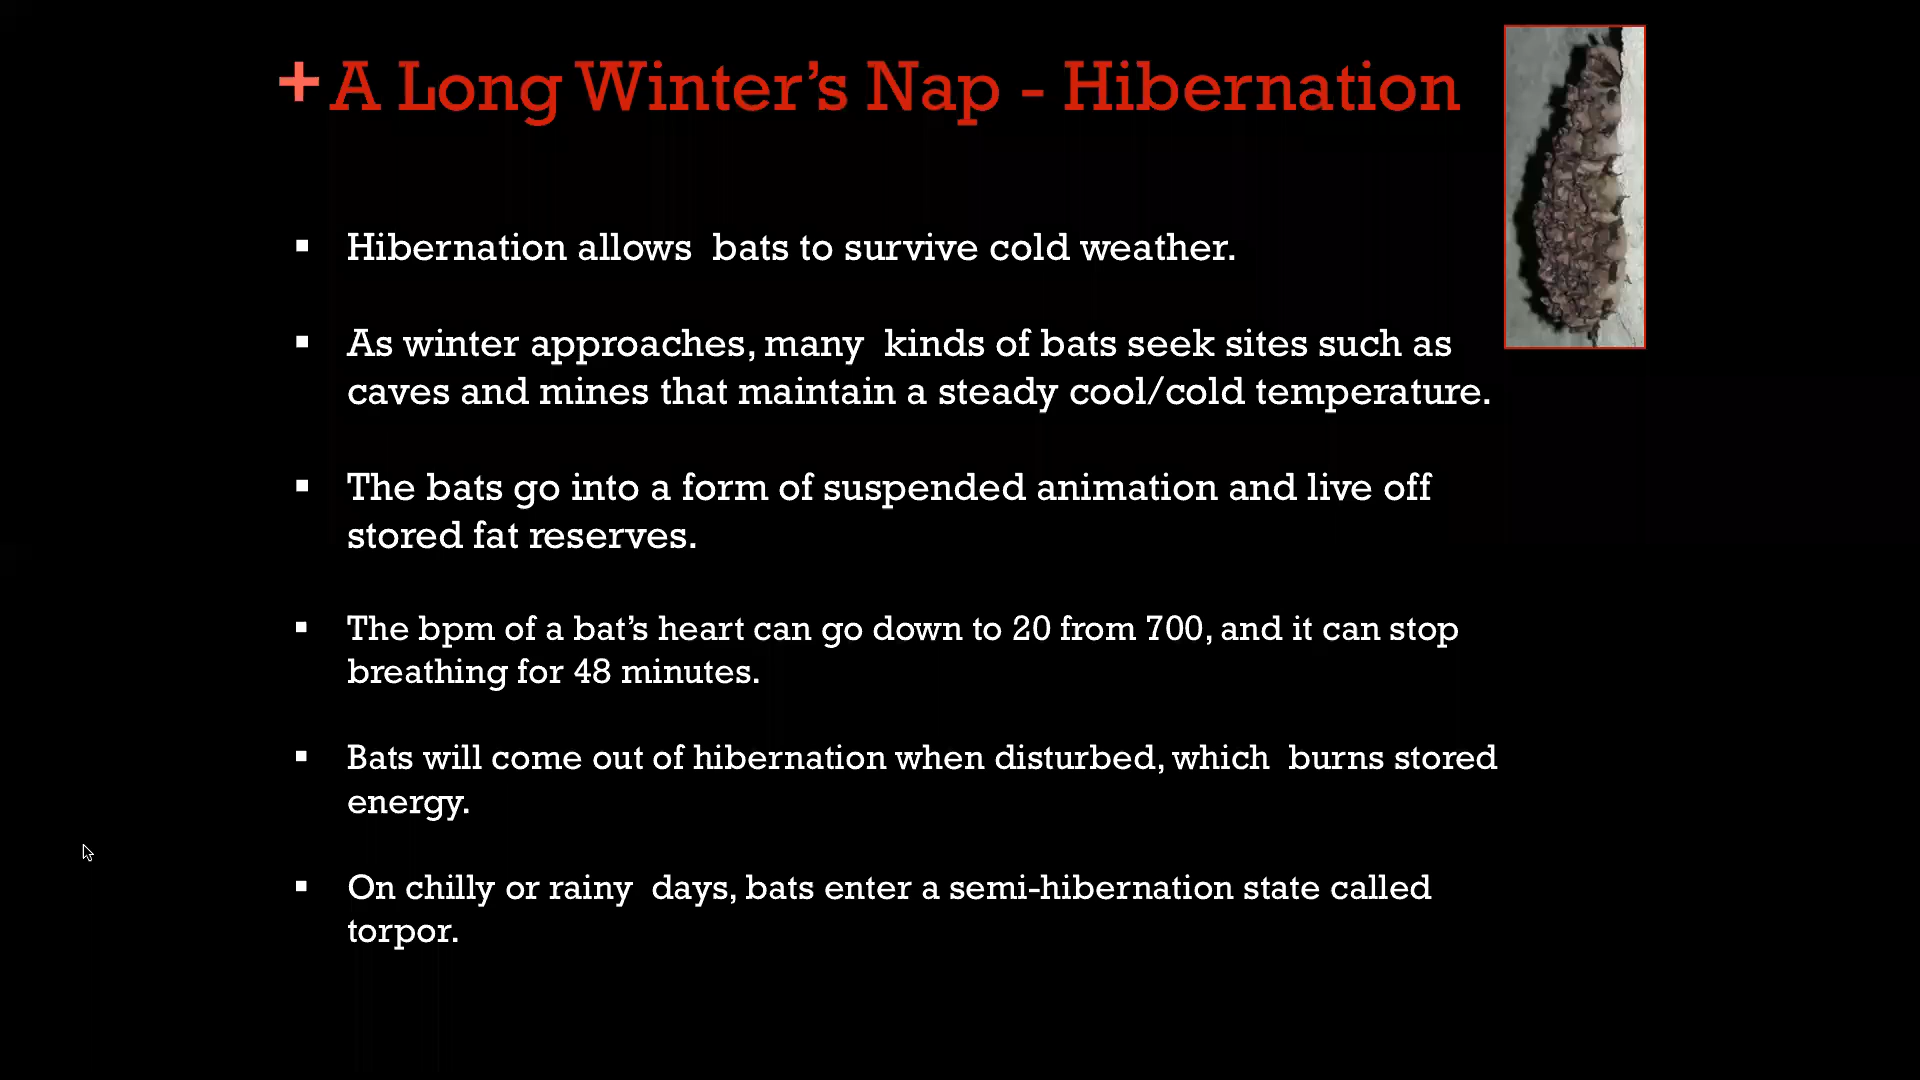 + A Long Winter’s Nap - Hibernation
▪ Hibernation allows  bats to survive cold weather.
▪ As winter approaches, many  kinds of bats seek sites such as
caves and mines that maintain a steady cool/cold temperature.
▪ The bats go into a form of suspended animation and live off
stored fat reserves.
▪ The bpm of a bat’s heart can go down to 20 from 700, and it can stop
breathing for 48 minutes.
▪ Bats will come out of hibernation when disturbed, which  burns stored
energy.
▪ On chilly or rainy  days, bats enter a semi-hibernation state called
torpor.